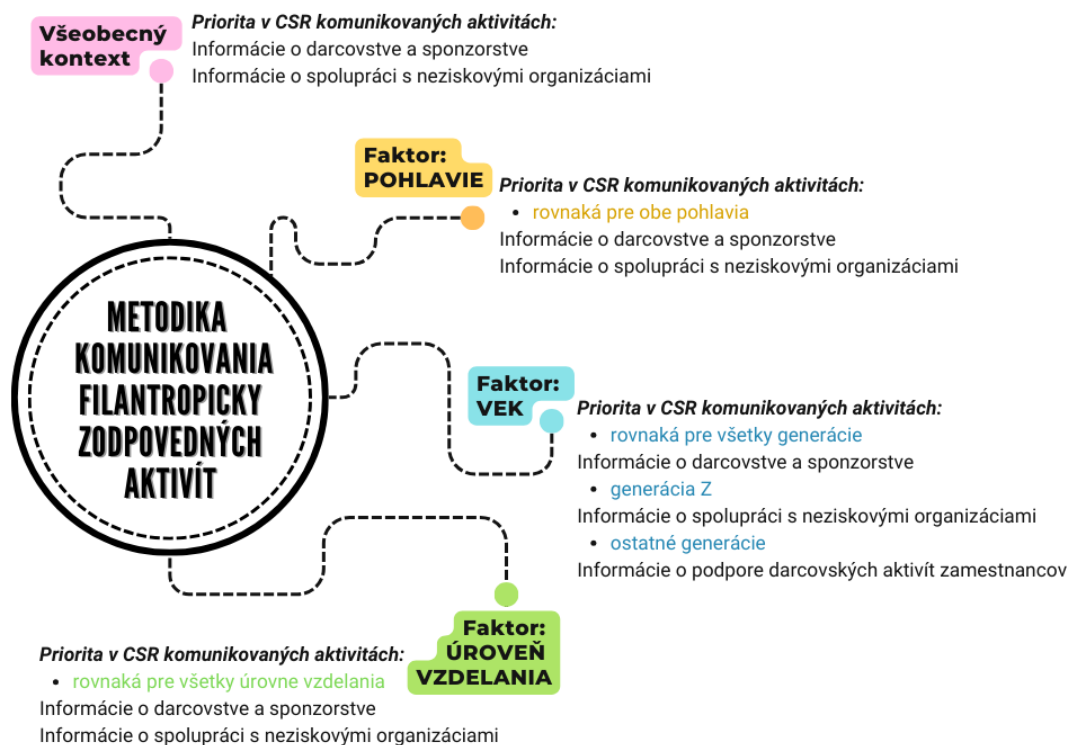 Všeobecný
kontext
Priorita v CSR komunikovaných aktivitách:
Informácie o darcovstve a sponzorstve
Informácie o spolupráci s neziskovými organizáciami
Faktor:
POHLAVIE
Priorita v CSR komunikovaných aktivitách:
• rovnaká pre obe pohlavia
Informácie o darcovstve a sponzorstve
Informácie o spolupráci s neziskovými organizáciami
METODIKA
KOMUNIKOVANIA
FILANTROPICKY
ZODPOVEDNÝCH
AKTIVÍT
Faktor:
VEK
Priorita v CSR komunikovaných aktivitách:
• rovnaká pre všetky generácie
Informácie o darcovstve a sponzorstve
• generácia Z
Informácie o spolupráci s neziskovými organizáciami
• ostatné generácie
Informácie o podpore darcovských aktivít zamestnancov
Faktor:
ÚROVEŇ
VZDELANIA
Priorita v CSR komunikovaných aktivitách:
• rovnaká pre všetky úrovne vzdelania
Informácie o darcovstve a sponzorstve
Informácie o spolupráci s neziskovými organizáciami